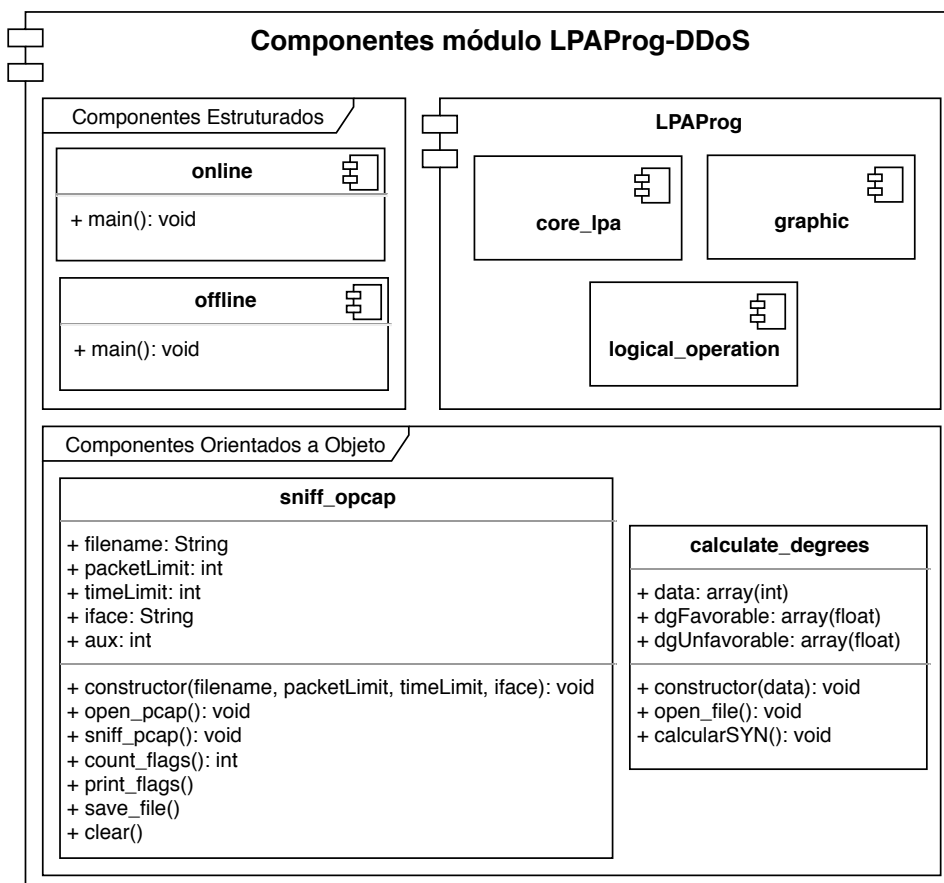 Componentes módulo LPAProg-DDoS
Componentes Estruturados
online
+ main(): void
offline
+ main(): void
LPAProg
core_lpa
graphic
logical_operation
Componentes Orientados a Objeto
sniff_opcap
+ filename: String
+ packetLimit: int
+ timeLimit: int
+ iface: String
+ aux: int
+ constructor(filename, packetLimit, timeLimit, iface): void
+ open_pcap(): void
+ sniff_pcap(): void
+ count_flags(): int
+ print_flags()
+ save_file()
+ clear()
calculate_degrees
+ data: array(int)
+ dgFavorable: array(float)
+ dgUnfavorable: array(float)
+ constructor(data): void
+ open_file(): void
+ calcularSYN(): void